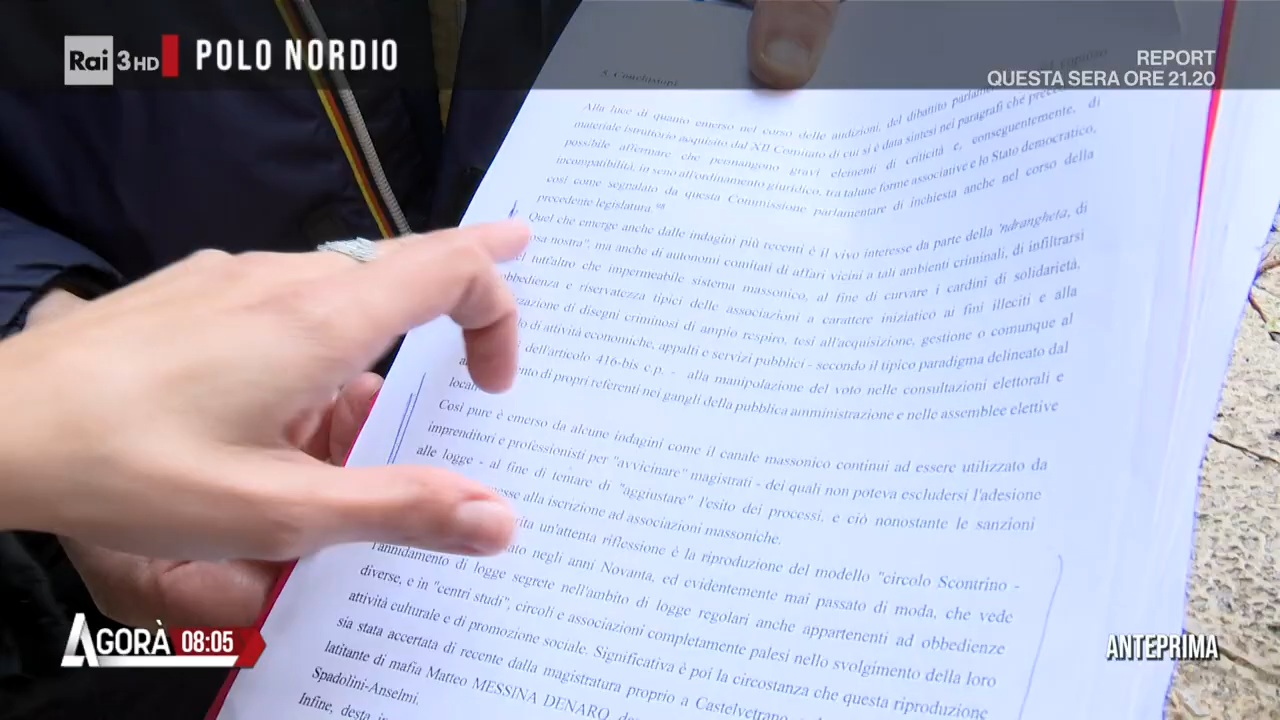 Rai 3HD POLO NORDIO
REPORT
QUESTA SERA ORE 21.20
5. Conclusioni
Alla luce di quanto emerso nel corso delle audizioni, del dibattito
materiale istruttorio acquisito dal XII Comitato di cui si è data sintesi nei paragrafi che
possibile affermare che permangono gravi elementi di criticità e, conseguentemente, di
incompatibilità, in seno all'ordinamento giuridico, tra talune forme associative e lo Stato democratico,
così come segnalato da questa Commissione parlamentare di inchiesta anche nel corso della
precedente legislatura.
Quel che emerge anche dalle indagini più recenti è il vivo interesse da parte della 'ndrangheta, di
nostra", ma anche di autonomi comitati di affari vicini a tali ambienti criminali, di infiltrarsi
tutt'altro che impermeabile sistema massonico, al fine di curvare i cardini di solidarietà,
obbedienza e riservatezza tipici delle associazioni a carattere iniziatico ai fini illeciti e alla
di disegni criminosi di ampio respiro, tesi all'acquisizione, gestione o comunque al
di attività economiche, appalti e servizi pubblici - secondo il tipico paradigma delineato dal
dell'articolo 416-bis c.p. - alla manipolazione del voto nelle consultazioni elettorali e
di propri referenti nei gangli della pubblica amministrazione e nelle assemblee elettive
Così pure è emerso da alcune indagini come il canale massonico continui ad essere utilizzato da
imprenditori e professionisti per "avvicinare" magistrati - dei quali non poteva escludersi l'adesione
alle logge - al fine di tentare di "aggiustare" l'esito dei processi, e ciò nonostante le sanzioni
alla iscrizione ad associazioni massoniche.
un'attenta riflessione è la riproduzione del modello "circolo Scontrino -
negli anni Novanta, ed evidentemente mai passato di moda, che vede
l'annidamento di logge segrete nell'ambito di logge regolari anche appartenenti ad obbedienze
diverse, e in "centri studi", circoli e associazioni completamente palesi nello svolgimento della loro
attività culturale e di promozione sociale. Significativa è poi la circostanza che questa riproduzione
sia stata accertata di recente dalla magistratura proprio a Castelvetrano
latitante di mafia Matteo MESSINA DENARO
Spadolini-Anselmi.
Infine, desta
AGORÀ 08:05
ANTEPRIMA